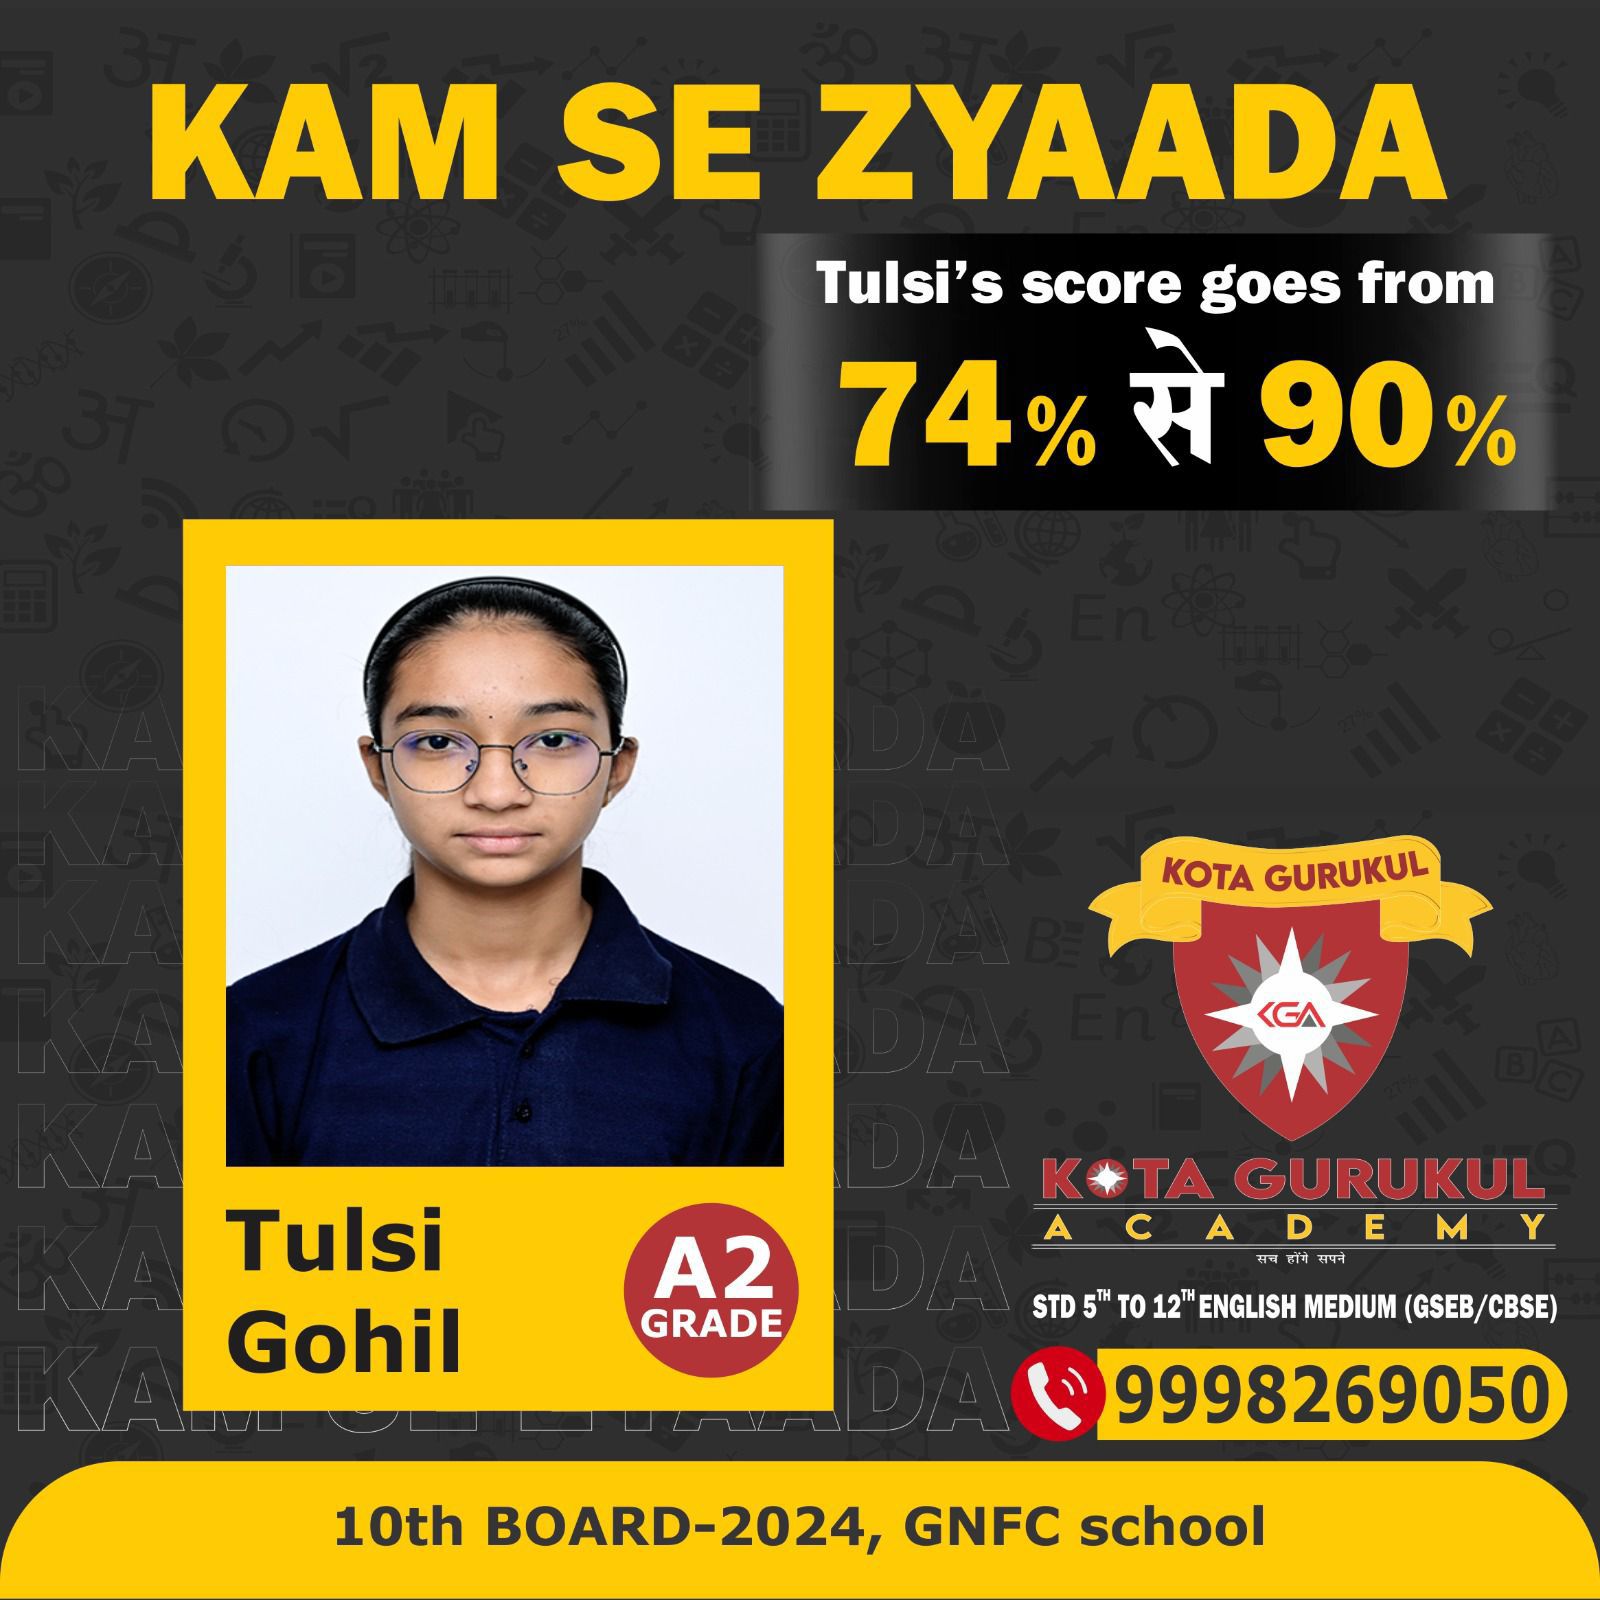 KAM SE ZYAADA
Tulsi's score goes from
74% से 90%
Tulsi
Gohil
A2
GRADE
KOTA GURUKUL
KGA
KOTA GURUKUL
ACADEMY
सच होंगे सपने
STD 5TH TO 12TH ENGLISH MEDIUM (GSEB/CBSE)
9998269050
10th BOARD-2024, GNFC school